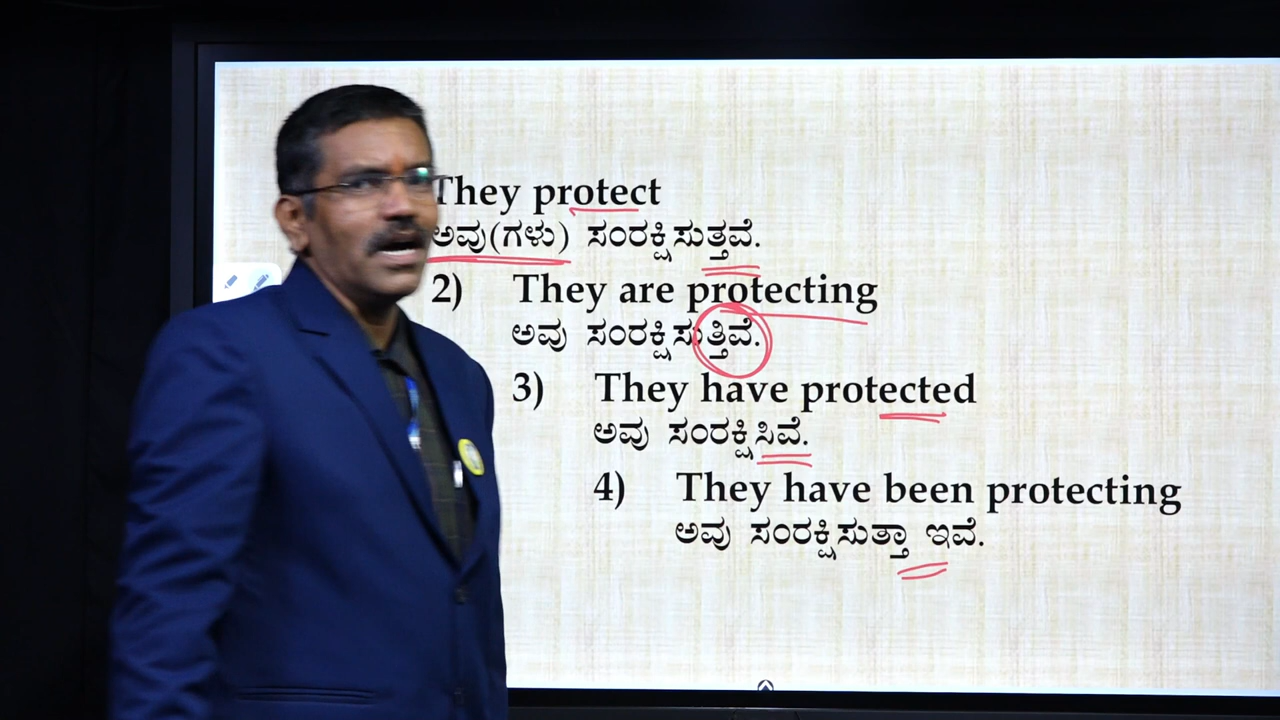 They protect
ಅವು(ಗಳು) ಸಂರಕ್ಷಿಸುತ್ತವೆ.
2) They are protecting
ಅವು ಸಂರಕ್ಷಿಸುತ್ತಿವೆ.
3) They have protected
ಅವು ಸಂರಕ್ಷಿಸಿವೆ.
4) They have been protecting
ಅವು ಸಂರಕ್ಷಿಸುತ್ತಾ ಇವೆ.